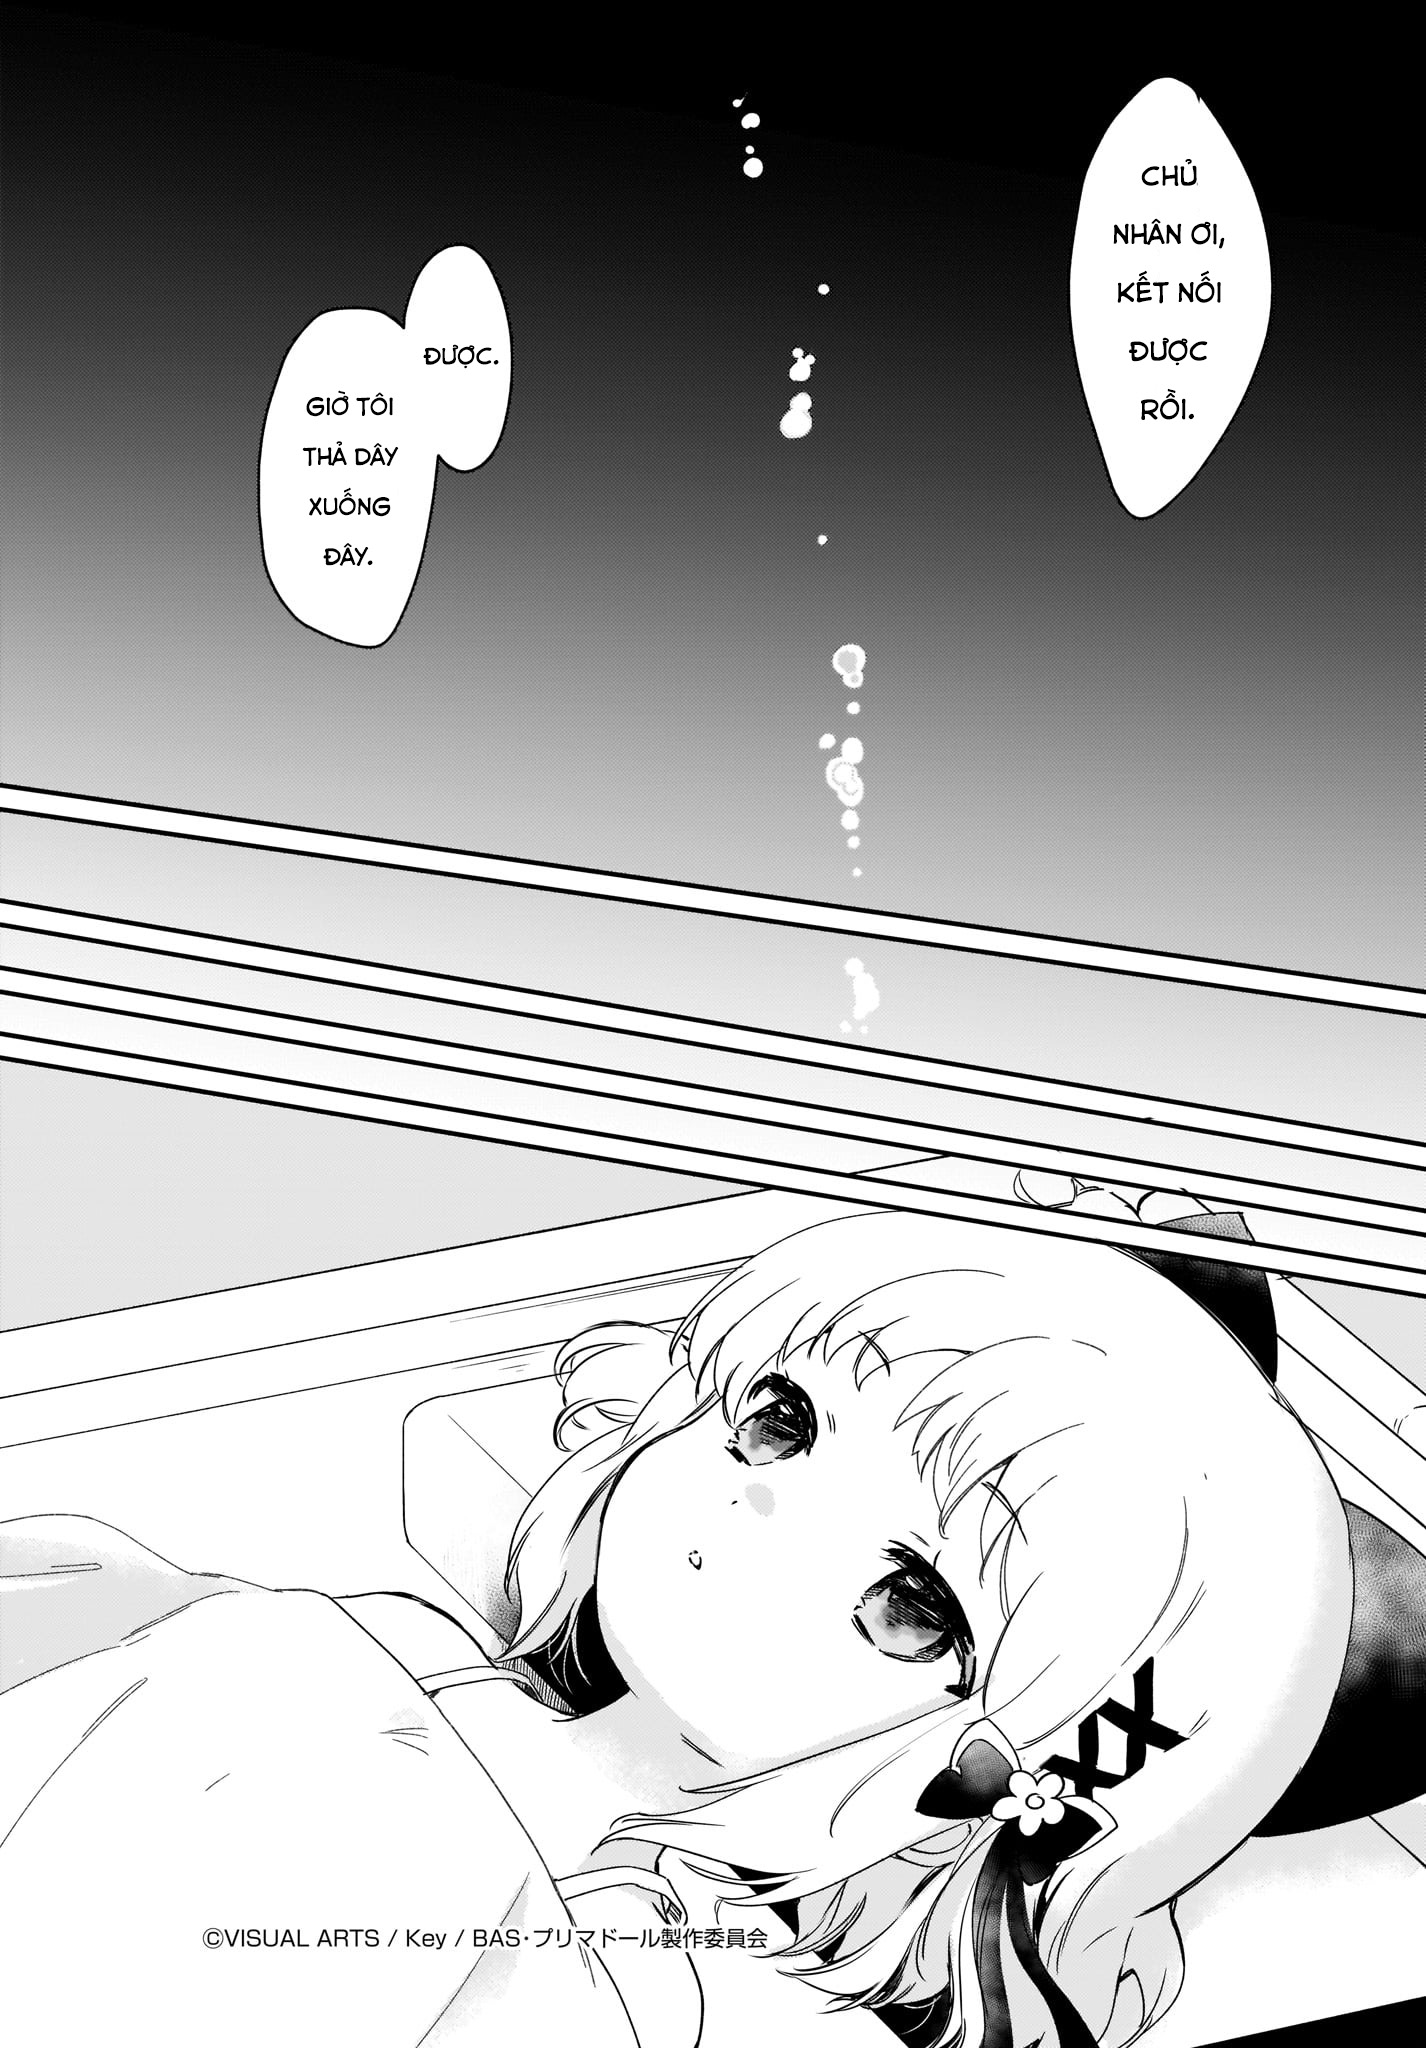 CHỦ
NHÂN ƠI,
KẾT NỐI
ĐƯỢC
RỒI.
ĐƯỢC.
GIỜ TÔI
THẢ DÂY
XUỐNG
ĐÂY.
©VISUAL ARTS / Key / BAS・プリマドール製作委員会